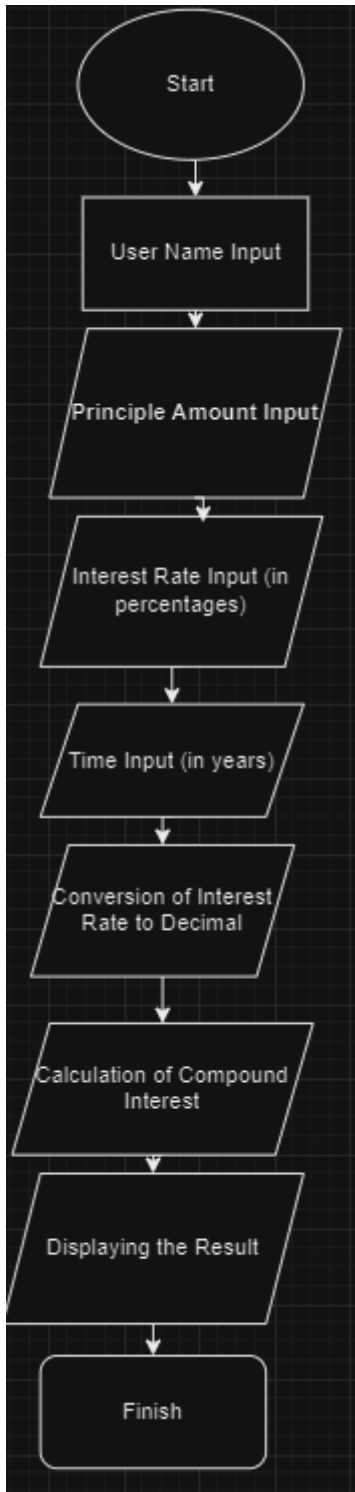 Start
User Name Input
Principle Amount Input
Interest Rate Input (in
percentages)
Time Input (in years)
Conversion of Interest
Rate to Decimal
Calculation of Compound
Interest
Displaying the Result
Finish